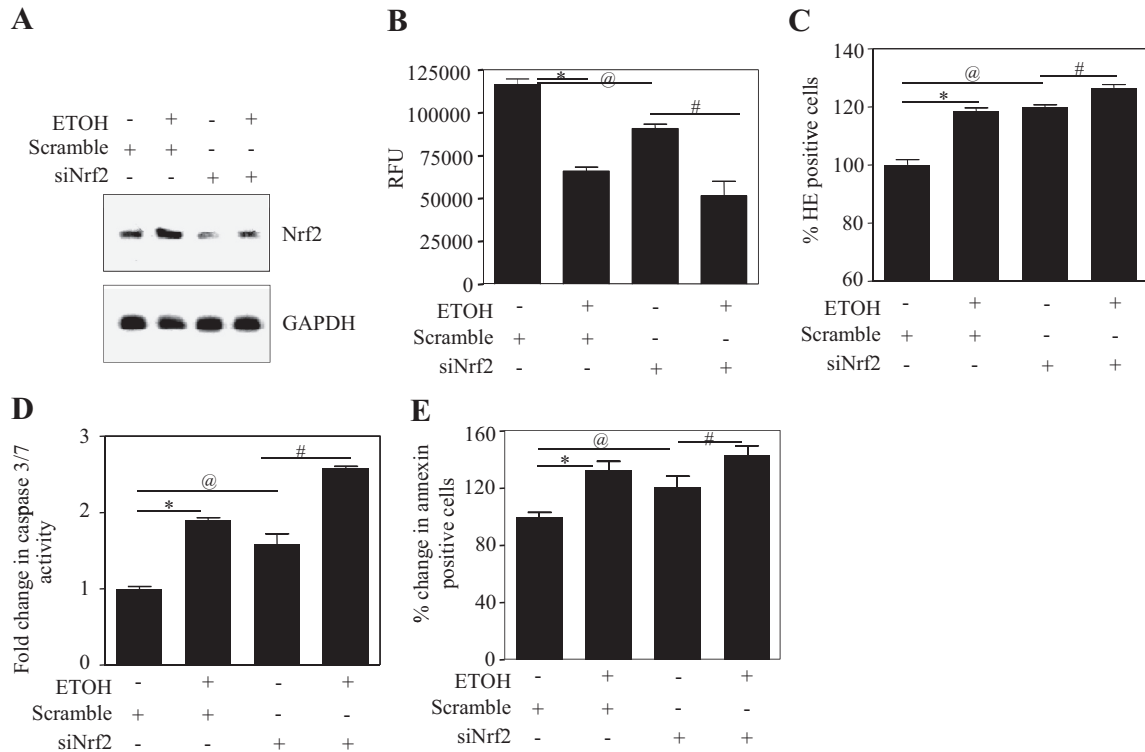 A
ETOH - + - +
Scramble + + - -
siNrf2 - - + +
Nrf2
GAPDH
B
125000
100000
75000
50000
25000
0
RFU
*
@
#
ETOH - + - +
Scramble + + - -
siNrf2 - - + +
C
140
120
100
80
60
% HE positive cells
@
#
*
ETOH - + - +
Scramble + + - -
siNrf2 - - + +
D
3
2
1
0
Fold change in caspase 3/7
activity
#
@
*
ETOH - + - +
Scramble + + - -
siNrf2 - - + +
E
160
120
80
40
0
% change in annexin
positive cells
@
#
*
ETOH - + - +
Scramble + + - -
siNrf2 - - + +